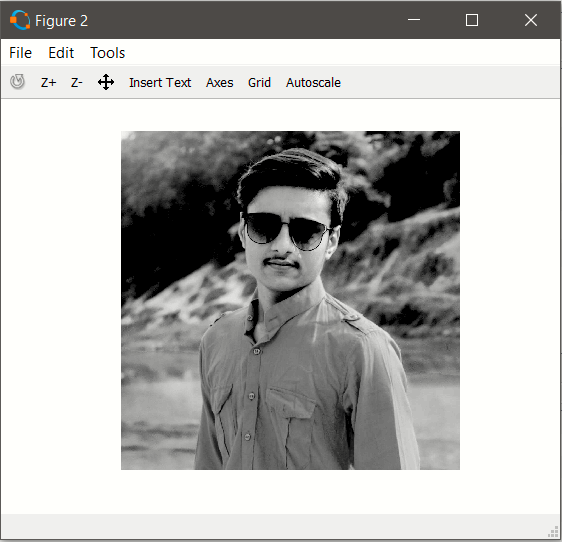 Figure 2
File Edit Tools
Z+ Z- Insert Text Axes Grid Autoscale